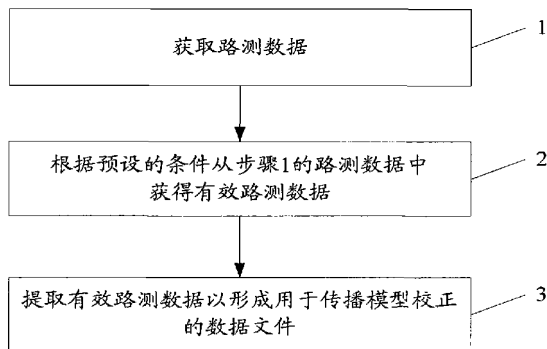 获取路测数据
1
根据预设的条件从步骤1的路测数据中
获得有效路测数据
2
提取有效路测数据以形成用于传播模型校正
的数据文件
3